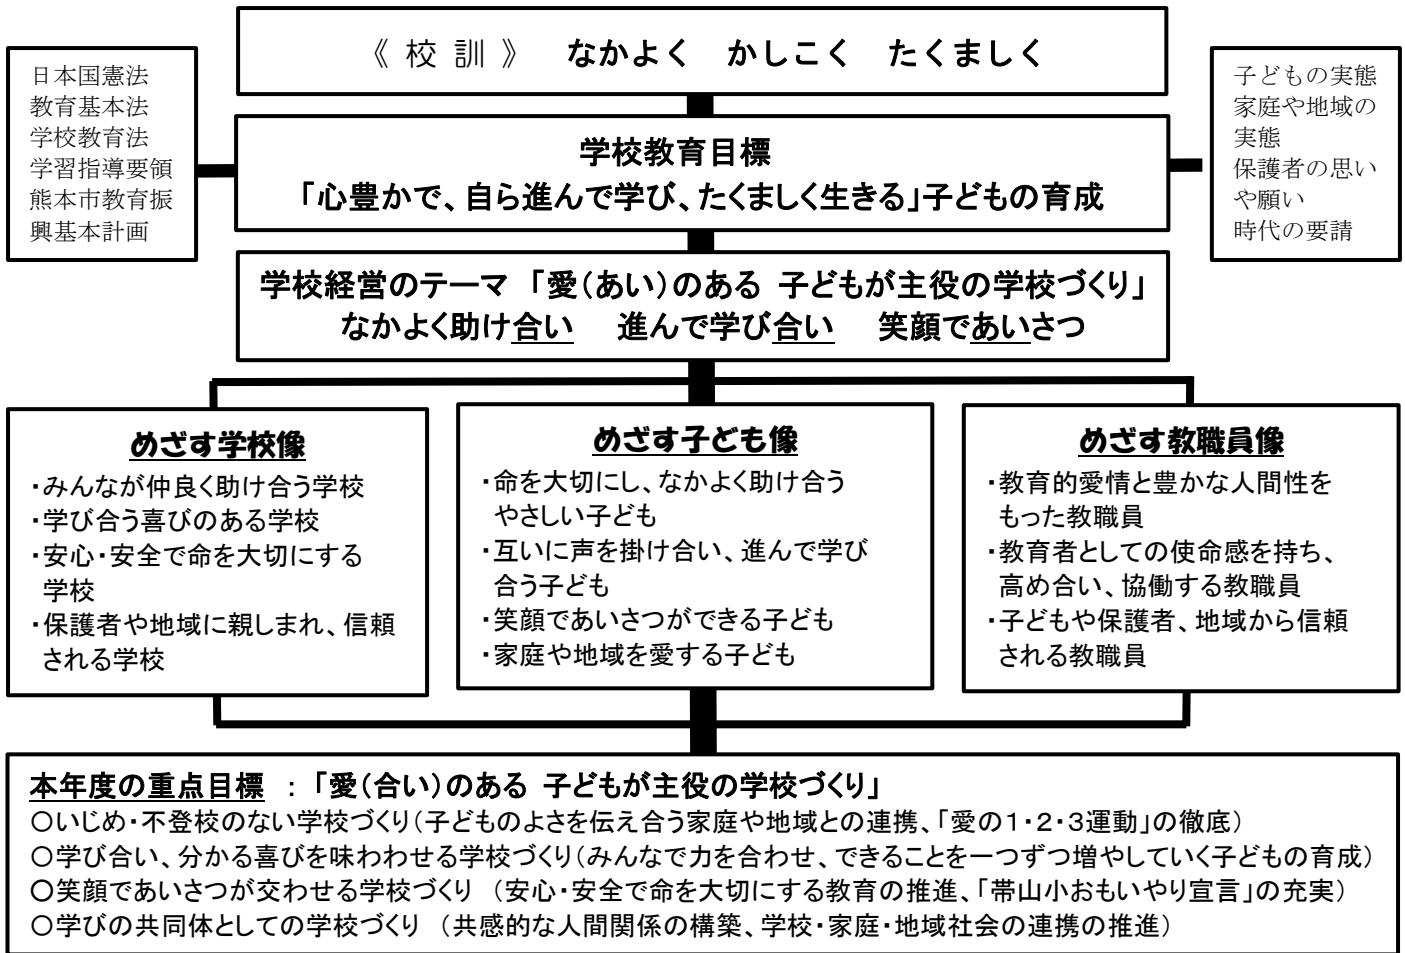 《 校 訓 》　なかよく　かしこく　たくましく
日本国憲法
教育基本法
学校教育法
学習指導要領
熊本市教育振
興基本計画
子どもの実態
家庭や地域の
実態
保護者の思い
や願い
時代の要請
学校教育目標
「心豊かで、自ら進んで学び、たくましく生きる」子どもの育成
学校経営のテーマ 「愛(あい)のある 子どもが主役の学校づくり」
なかよく助け合い　進んで学び合い　笑顔であいさつ
めざす学校像
・みんなが仲良く助け合う学校
・学び合う喜びのある学校
・安心・安全で命を大切にする
学校
・保護者や地域に親しまれ、信頼
される学校
めざす子ども像
・命を大切にし、なかよく助け合う
やさしい子ども
・互いに声を掛け合い、進んで学び
合う子ども
・笑顔であいさつができる子ども
・家庭や地域を愛する子ども
めざす教職員像
・教育的愛情と豊かな人間性を
もった教職員
・教育者としての使命感を持ち、
高め合い、協働する教職員
・子どもや保護者、地域から信頼
される教職員
本年度の重点目標 ： 「愛(合い)のある 子どもが主役の学校づくり」
○いじめ・不登校のない学校づくり(子どものよさを伝え合う家庭や地域との連携、「愛の1・2・3運動」の徹底)
○学び合い、分かる喜びを味わわせる学校づくり(みんなで力を合わせ、できることを一つずつ増やしていく子どもの育成)
○笑顔であいさつが交わせる学校づくり (安心・安全で命を大切にする教育の推進、「帯山小おもいやり宣言」の充実)
○学びの共同体としての学校づくり (共感的な人間関係の構築、学校・家庭・地域社会の連携の推進)